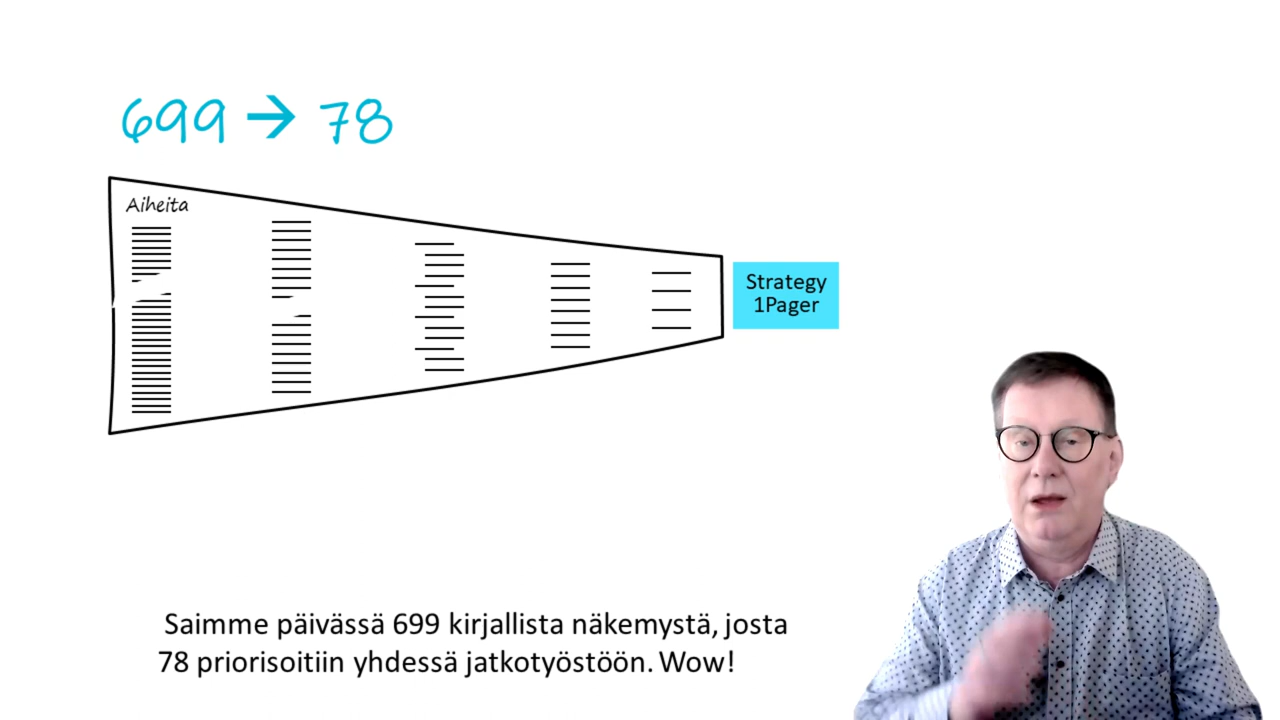 699 → 78
Aiheita
Strategy
1Pager
Saimme päivässä 699 kirjallista näkemystä, josta
78 priorisoitiin yhdessä jatkotyöstöön. Wow!